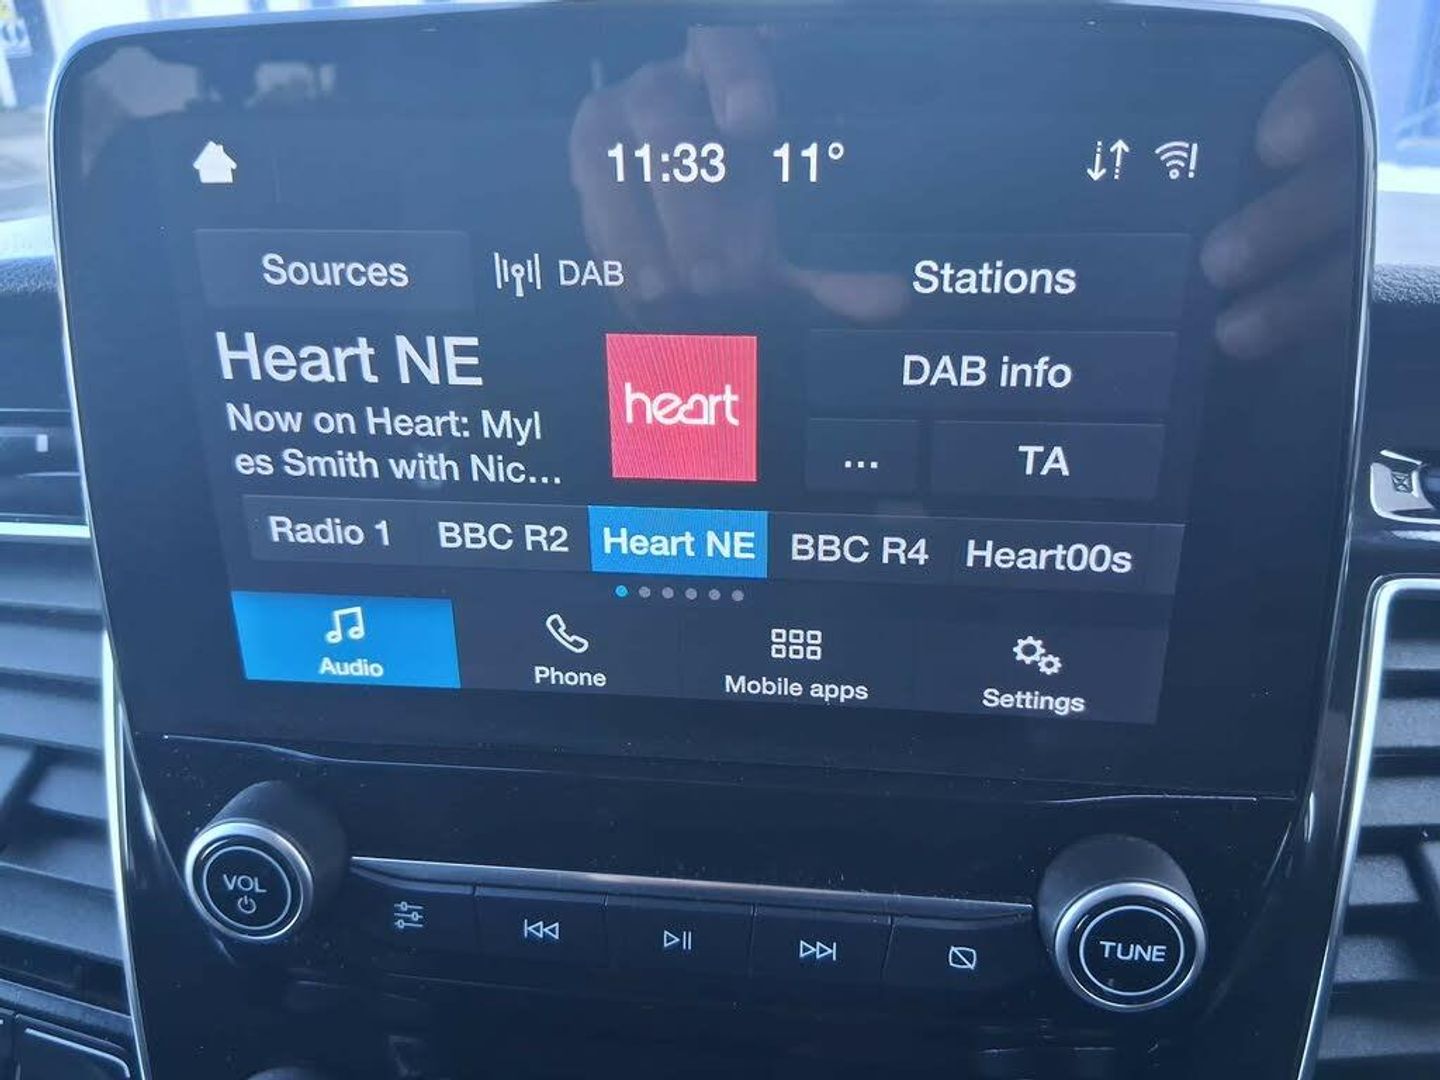 11:33 11°
Sources DAB Stations
Heart NE
heart
DAB info
Now on Heart: Myl
es Smith with Nic...
... TA
Radio 1 BBC R2 Heart NE BBC R4 Heart00s
Audio Phone Mobile apps Settings
VOL
TUNE